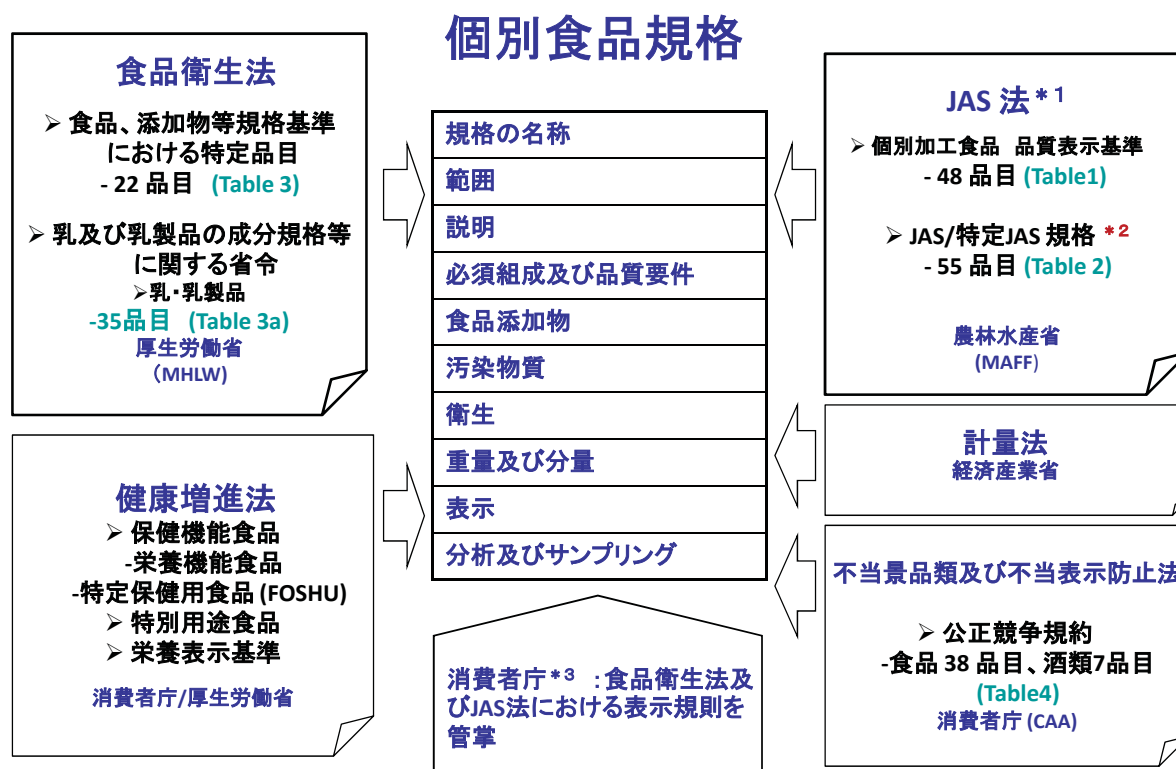 個別食品規格
食品衛生法
➢ 食品、添加物等規格基準
における特定品目
- 22 品目 (Table 3)
➢ 乳及び乳製品の成分規格等
に関する省令
➢乳・乳製品
-35品目 (Table 3a)
厚生労働省
(MHLW)
健康増進法
➢ 保健機能食品
-栄養機能食品
-特定保健用食品 (FOSHU)
➢ 特別用途食品
➢ 栄養表示基準
消費者庁/厚生労働省
規格の名称
範囲
説明
必須組成及び品質要件
食品添加物
汚染物質
衛生
重量及び分量
表示
分析及びサンプリング
消費者庁*3 :食品衛生法及
びJAS法における表示規則を
管掌
JAS 法*1
➢ 個別加工食品 品質表示基準
- 48 品目 (Table1)
➢ JAS/特定JAS 規格 *2
- 55 品目 (Table 2)
農林水産省
(MAFF)
計量法
経済産業省
不当景品類及び不当表示防止法
➢ 公正競争規約
-食品 38 品目、酒類7品目
(Table4)
消費者庁 (CAA)